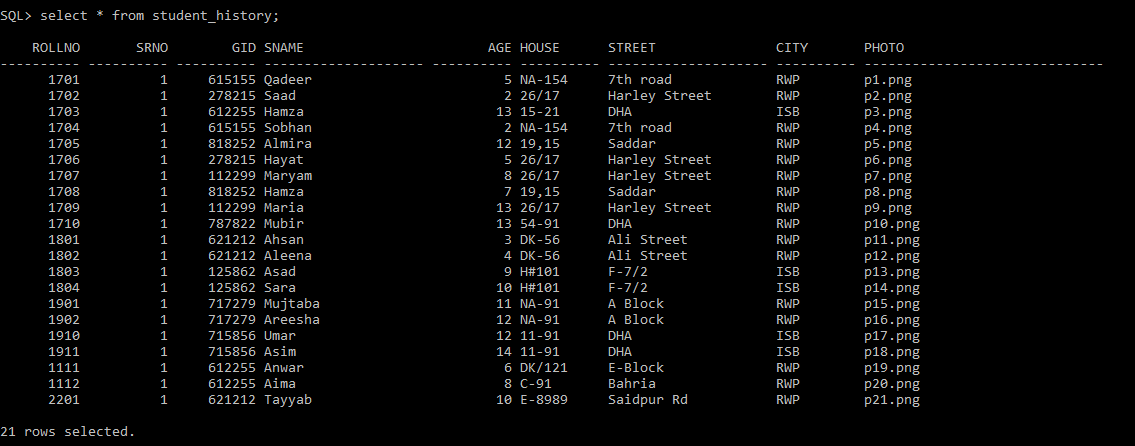 SQL> select * from student_history;
ROLLNO SRNO GID SNAME AGE HOUSE STREET CITY PHOTO
---------- ---------- ---------- -------------------- ---------- ---------- -------------------- ---------- ------------------------------
1701 1 615155 Qadeer 5 NA-154 7th road RWP p1.png
1702 1 278215 Saad 2 26/17 Harley Street RWP p2.png
1703 1 612255 Hamza 13 15-21 DHA ISB p3.png
1704 1 615155 Sobhan 2 NA-154 7th road RWP p4.png
1705 1 818252 Almira 12 19,15 Saddar RWP p5.png
1706 1 278215 Hayat 5 26/17 Harley Street RWP p6.png
1707 1 112299 Maryam 8 26/17 Harley Street RWP p7.png
1708 1 818252 Hamza 7 19,15 Saddar RWP p8.png
1709 1 112299 Maria 13 26/17 Harley Street RWP p9.png
1710 1 787822 Mubir 13 54-91 DHA RWP p10.png
1801 1 621212 Ahsan 3 DK-56 Ali Street RWP p11.png
1802 1 621212 Aleena 4 DK-56 Ali Street RWP p12.png
1803 1 125862 Asad 9 H#101 F-7/2 ISB p13.png
1804 1 125862 Sara 10 H#101 F-7/2 ISB p14.png
1901 1 717279 Mujtaba 11 NA-91 A Block RWP p15.png
1902 1 717279 Areesha 12 NA-91 A Block RWP p16.png
1910 1 715856 Umar 12 11-91 DHA ISB p17.png
1911 1 715856 Asim 14 11-91 DHA ISB p18.png
1111 1 612255 Anwar 6 DK/121 E-Block RWP p19.png
1112 1 612255 Aima 8 C-91 Bahria RWP p20.png
2201 1 621212 Tayyab 10 E-8989 Saidpur Rd RWP p21.png
21 rows selected.